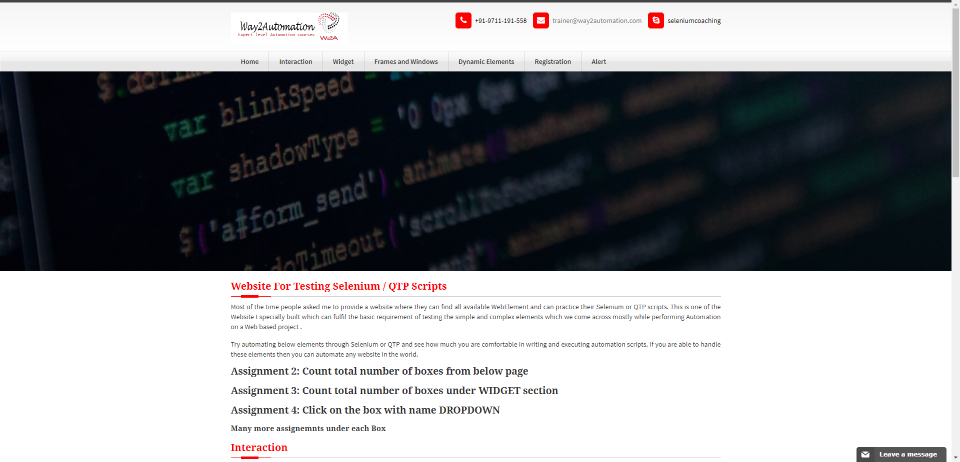 Way2Automation
Expert level Automation courses
W2A
+91-9711-191-558
trainer@way2automation.com
seleniumcoaching
Home
Interaction
Widget
Frames and Windows
Dynamic Elements
Registration
Alert
var blinkSpeed
var shadowType = '0 0px 6px 6px
$('a#form_send').animate(
doTimeout('scrollToForced'
Website For Testing Selenium / QTP Scripts
Most of the time people asked me to provide a website where they can find all available WebElement and can practice their Selenium or QTP scripts. This is one of the
Website I specially built which can fulfil the basic requirement of testing the simple and complex elements which we come across mostly while performing Automation
on a Web based project .
Try automating below elements through Selenium or QTP and see how much you are comfortable in writing and executing automation scripts. If you are able to handle
these elements then you can automate any website in the world.
Assignment 2: Count total number of boxes from below page
Assignment 3: Count total number of boxes under WIDGET section
Assignment 4: Click on the box with name DROPDOWN
Many more assignemnts under each Box
Interaction
Leave a message